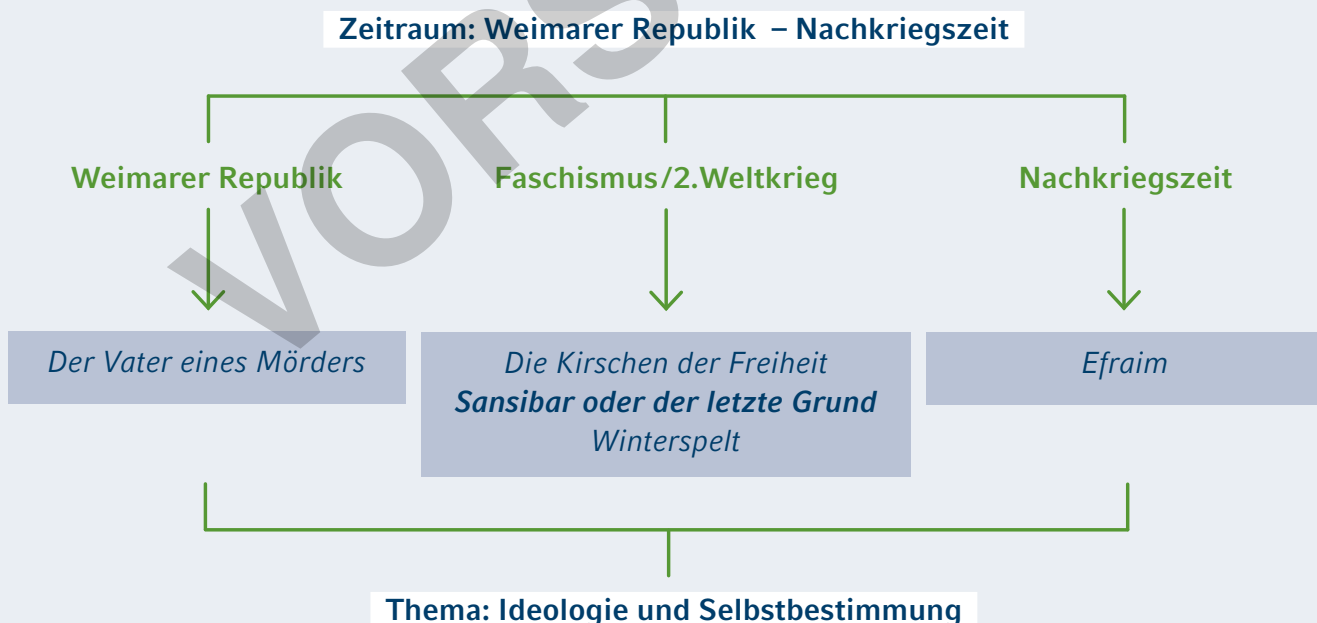 Zeitraum: Weimarer Republik – Nachkriegszeit
VORS
Weimarer Republik
Faschismus/2.Weltkrieg
Nachkriegszeit
Der Vater eines Mörders
Die Kirschen der Freiheit
Sansibar oder der letzte Grund
Winterspelt
Efraim
Thema: Ideologie und Selbstbestimmung